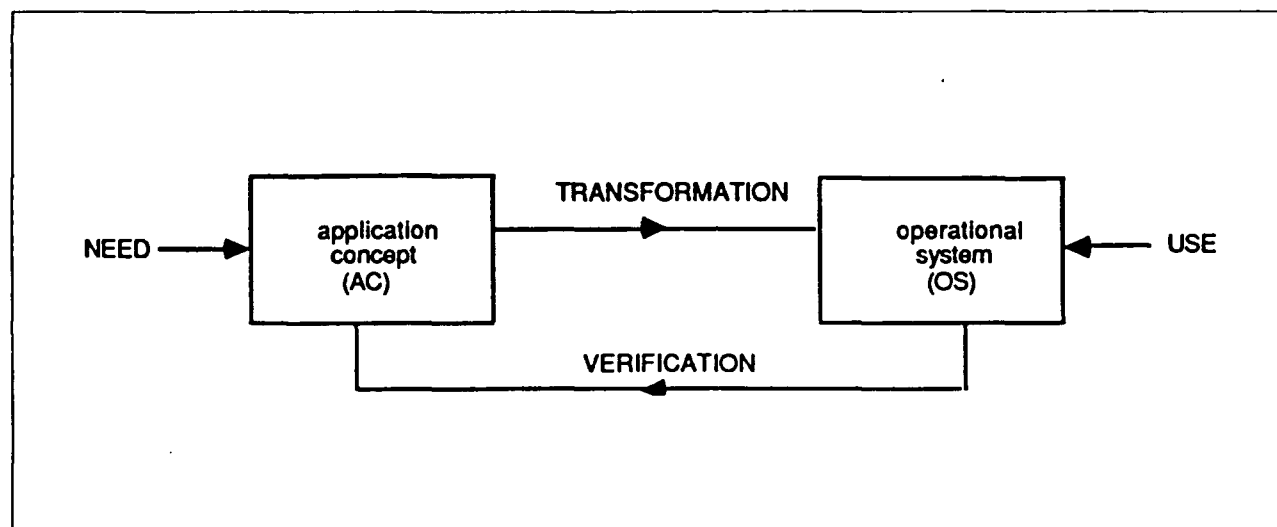 TRANSFORMATION
NEED
application
concept
(AC)
operational
system
(OS)
USE
VERIFICATION